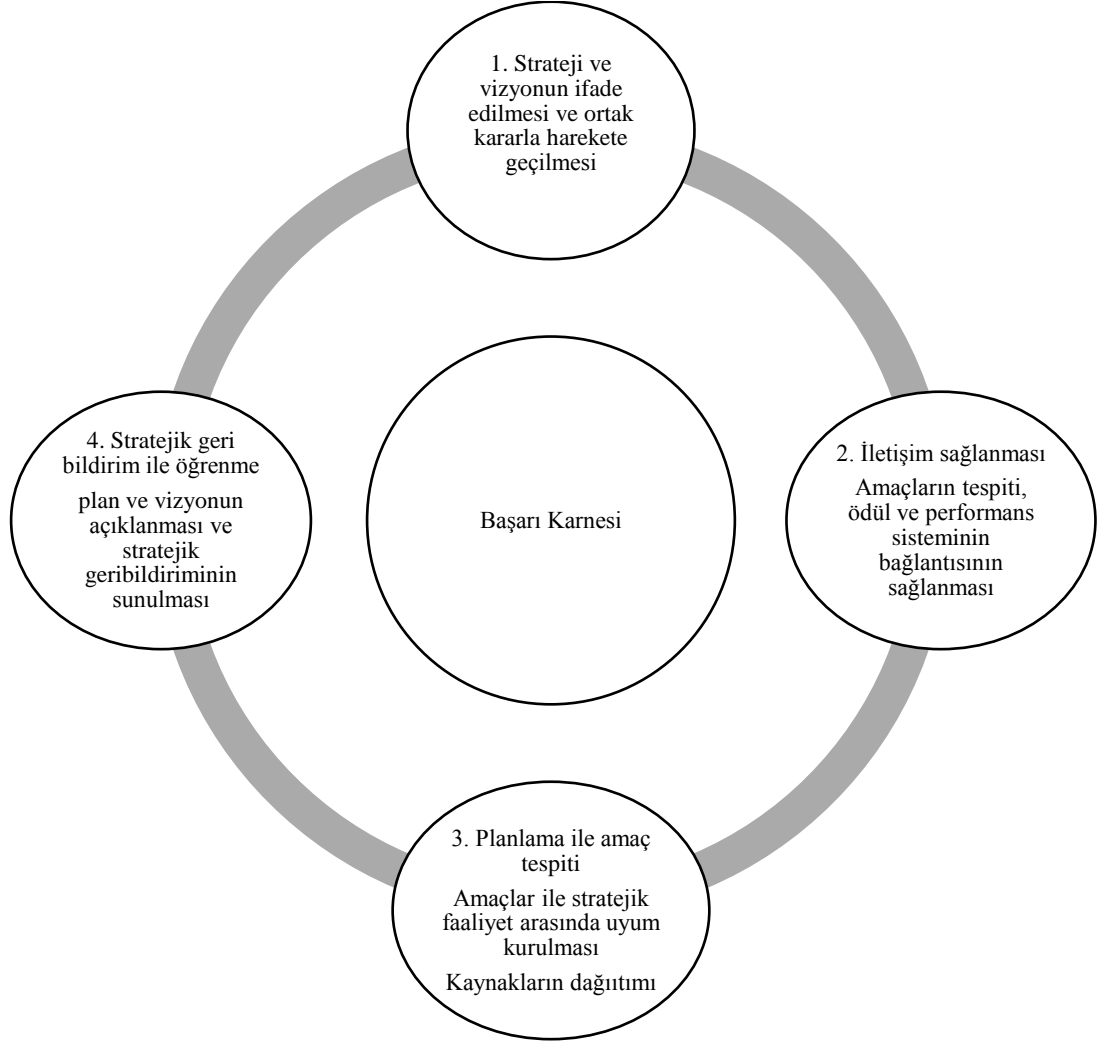 1. Strateji ve
vizyonun ifade
edilmesi ve ortak
kararla harekete
geçilmesi
2. İletişim sağlanması
Amaçların tespiti,
ödül ve performans
sisteminin
bağlantısının
sağlanması
3. Planlama ile amaç
tespiti
Amaçlar ile stratejik
faaliyet arasında uyum
kurulması
Kaynakların dağııtımı
4. Stratejik geri
bildirim ile öğrenme
plan ve vizyonun
açıklanması ve
stratejik
geribildiriminin
sunulması
Başarı Karnesi